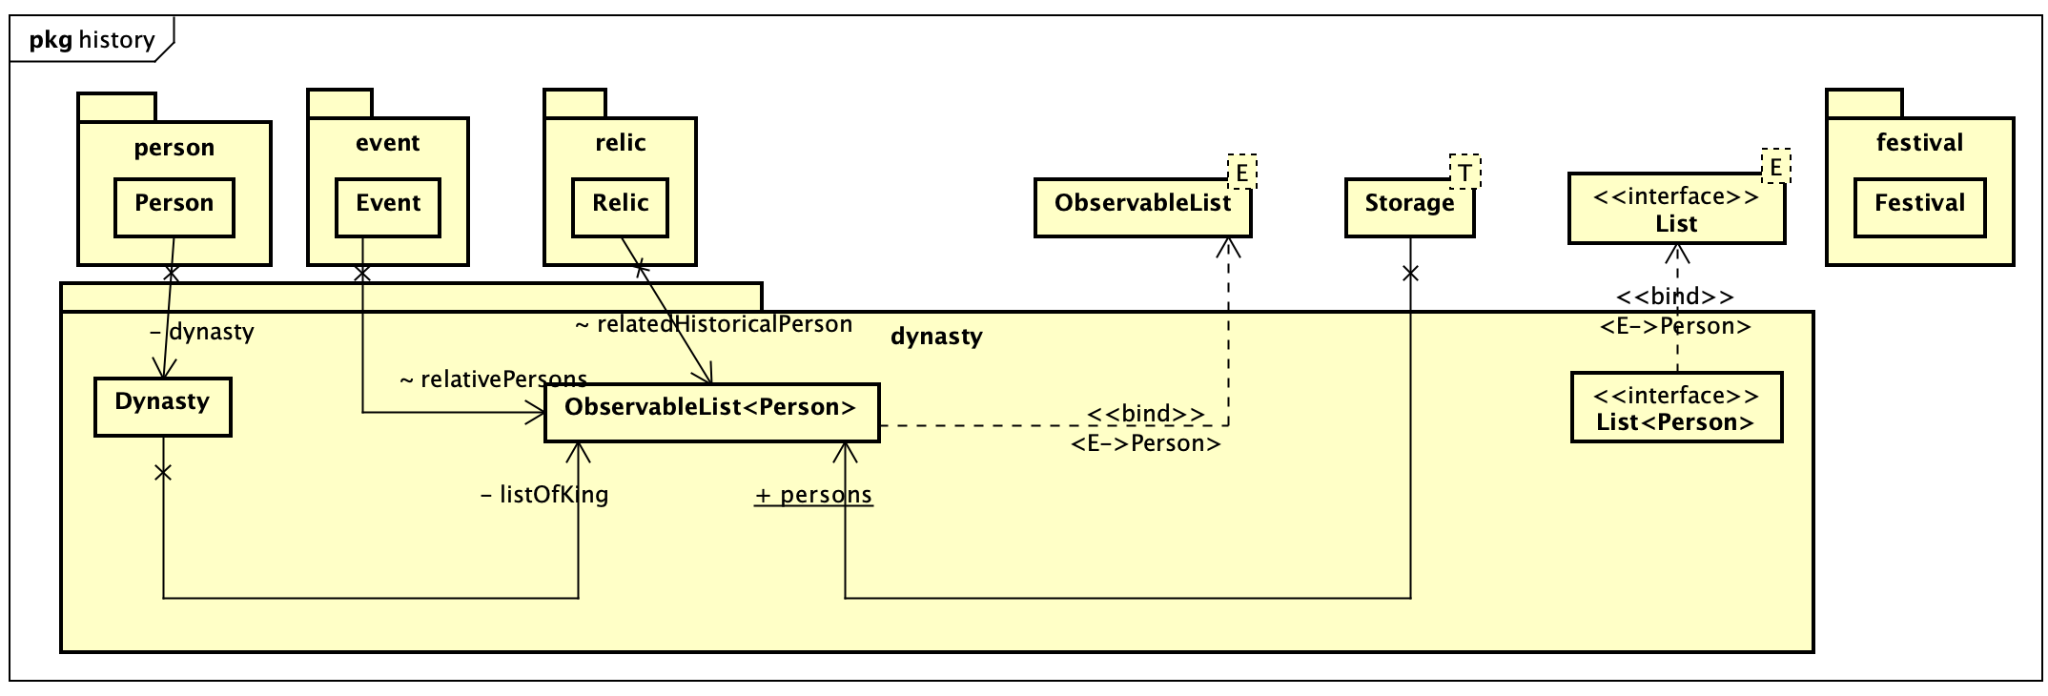 pkg history
person
Person
event
Event
relic
Relic
E
ObservableList
T
Storage
E
<<interface>>
List
festival
Festival
<<bind>>
<E->Person>
- dynasty
~ relatedHistoricalPerson
dynasty
~ relativePersons
Dynasty
ObservableList<Person>
<<bind>>
<E->Person>
<<interface>>
List<Person>
- listOfKing
+ persons